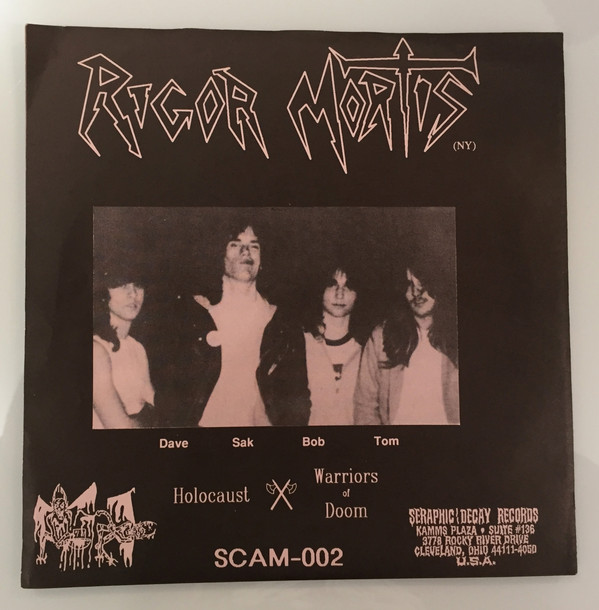 RIGOR MORTIS
(NY)
Dave Sak Bob Tom
Holocaust
Warriors
of
Doom
SCAM-002
SERAPHIC DECAY RECORDS
KAMMS PLAZA • SUITE #136
3778 ROCKY RIVER DRIVE
CLEVELAND, OHIO 44111-4050
U.S.A.